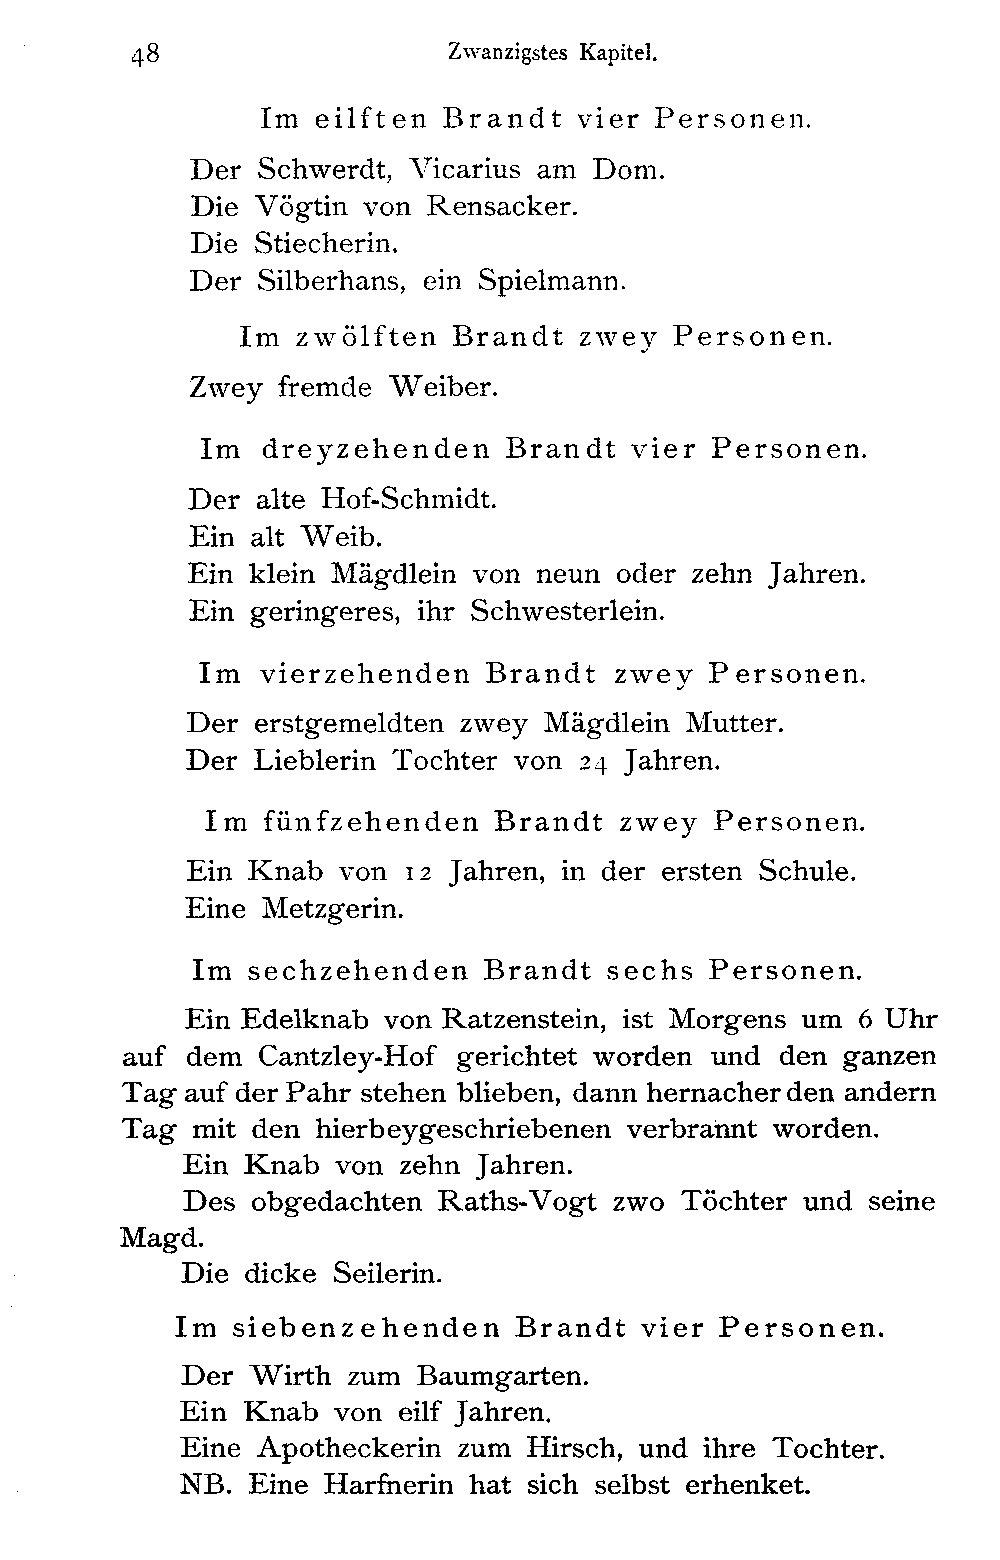 48 Zwanzigstes Kapitel.
Im eilften Brandt vier Personen.
Der Schwerdt, Vicarius am Dom.
Die Vögtin von Rensacker.
Die Stiecherin.
Der Silberhans, ein Spielmann.
Im zwölften Brandt zwey Personen.
Zwey fremde Weiber.
Im dreyzehenden Brandt vier Personen.
Der alte Hof-Schmidt.
Ein alt Weib.
Ein klein Mägdlein von neun oder zehn Jahren.
Ein geringeres, ihr Schwesterlein.
Im vierzehenden Brandt zwey Personen.
Der erstgemeldten zwey Mägdlein Mutter.
Der Lieblerin Tochter von 24 Jahren.
Im fünfzehenden Brandt zwey Personen.
Ein Knab von 12 Jahren, in der ersten Schule.
Eine Metzgerin.
Im sechzehenden Brandt sechs Personen.
Ein Edelknab von Ratzenstein, ist Morgens um 6 Uhr
auf dem Cantzley-Hof gerichtet worden und den ganzen
Tag auf der Pahr stehen blieben, dann hernacher den andern
Tag mit den hierbeygeschriebenen verbrannt worden.
Ein Knab von zehn Jahren.
Des obgedachten Raths-Vogt zwo Töchter und seine
Magd.
Die dicke Seilerin.
Im siebenzehenden Brandt vier Personen.
Der Wirth zum Baumgarten.
Ein Knab von eilf Jahren.
Eine Apotheckerin zum Hirsch, und ihre Tochter.
NB. Eine Harfnerin hat sich selbst erhenket.